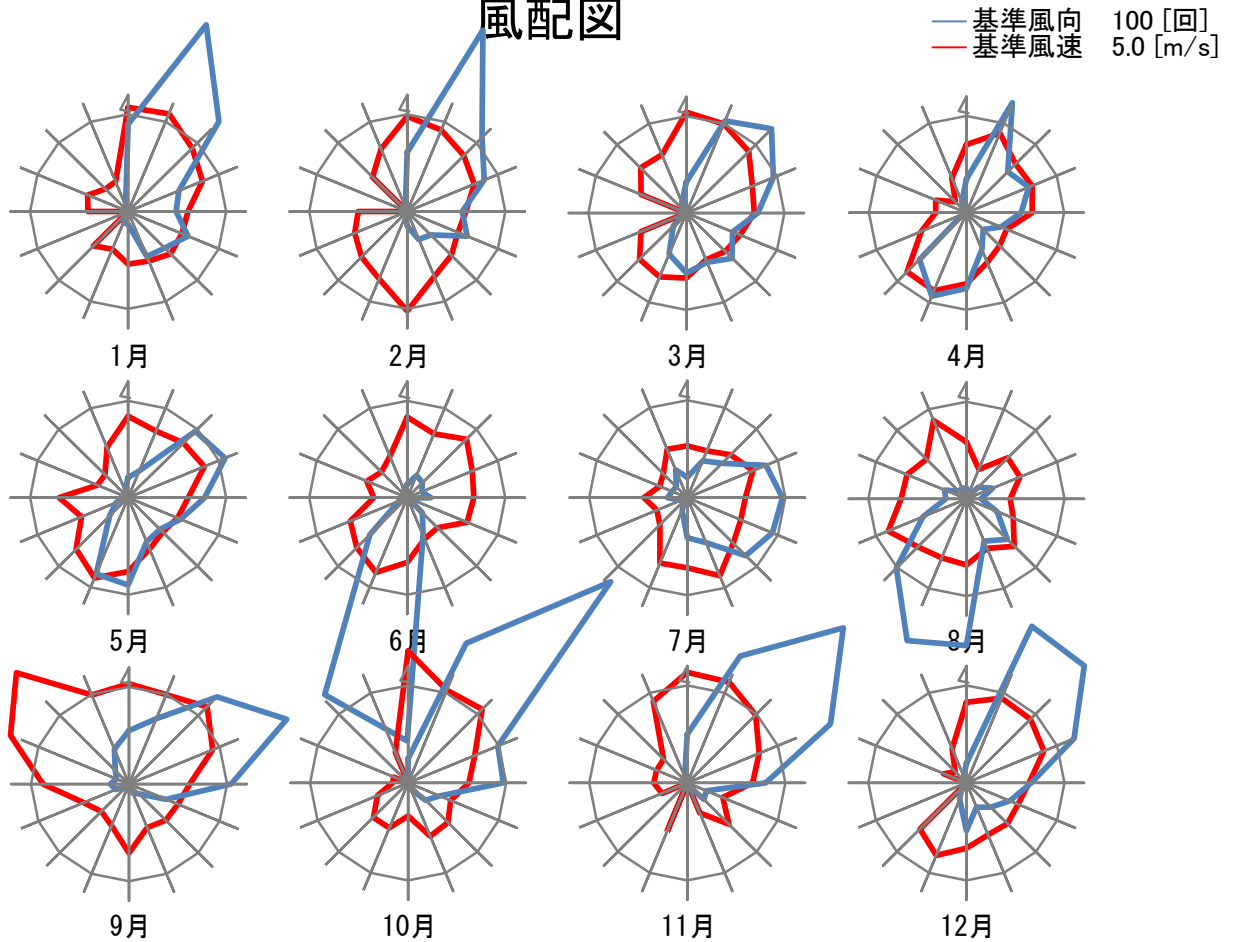 風配図
基準風向 100 [回]
基準風速 5.0 [m/s]
1月
2月
3月
4月
5月
6月
7月
8月
9月
10月
11月
12月